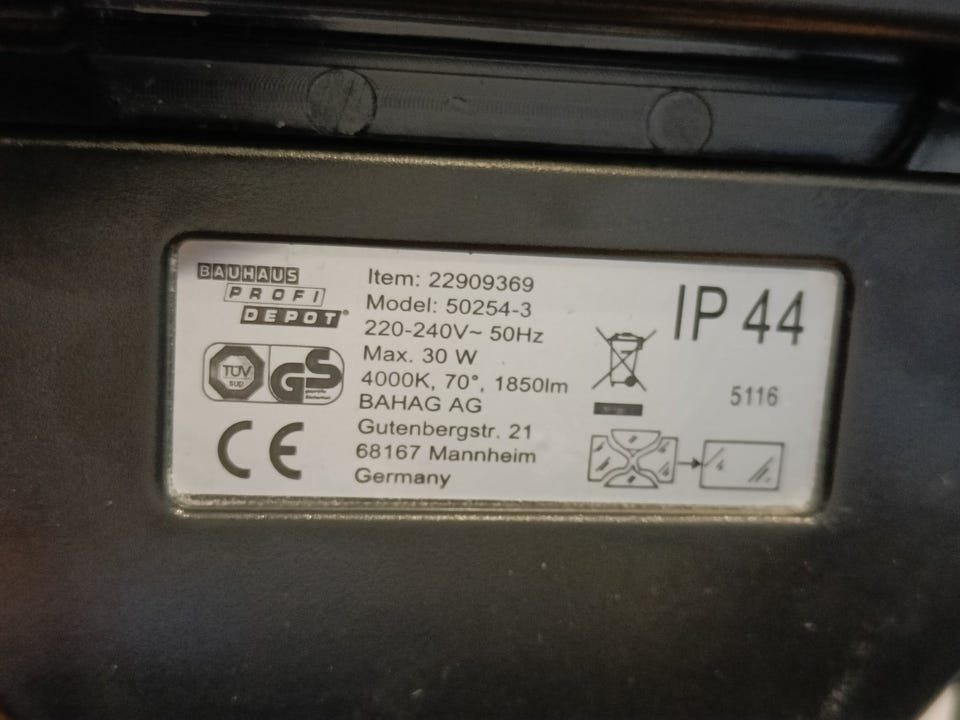 BAUHAUS
PROFI
DEPOT®
TÜV
SÜD
GS
CE
Item: 22909369
Model: 50254-3
220-240V~ 50Hz
Max. 30 W
4000K, 70°, 1850lm
BAHAG AG
Gutenbergstr. 21
68167 Mannheim
Germany
IP 44
5116